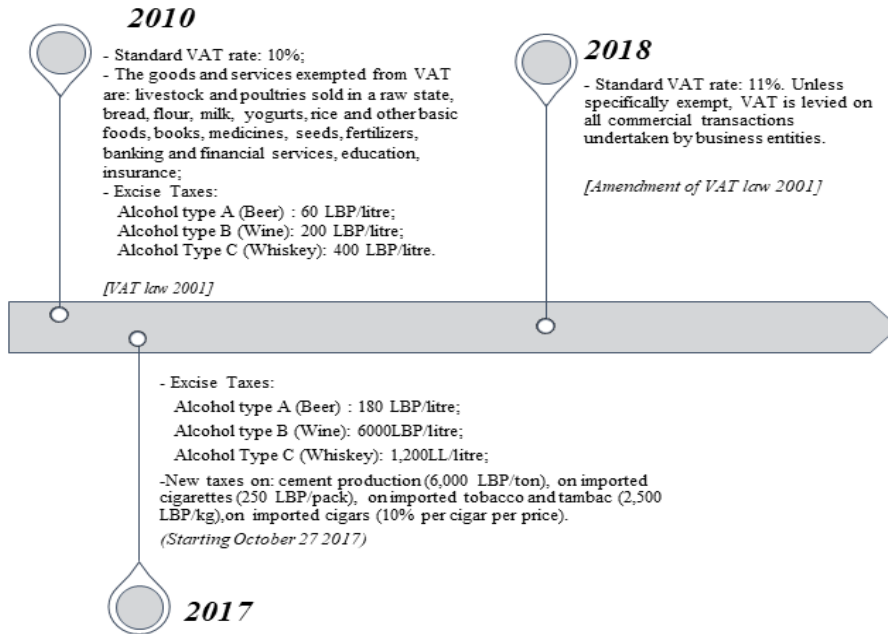 2010
- Standard VAT rate: 10%;
- The goods and services exempted from VAT
are: livestock and poultries sold in a raw state,
bread, flour, milk, yogurts, rice and other basic
foods, books, medicines, seeds, fertilizers,
banking and financial services, education,
insurance;
- Excise Taxes:
Alcohol type A (Beer) : 60 LBP/litre;
Alcohol type B (Wine): 200 LBP/litre;
Alcohol Type C (Whiskey): 400 LBP/litre.
[VAT law 2001]
2018
- Standard VAT rate: 11%. Unless
specifically exempt, VAT is levied on
all commercial transactions
undertaken by business entities.
[Amendment of VAT law 2001]
- Excise Taxes:
Alcohol type A (Beer) : 180 LBP/litre;
Alcohol type B (Wine): 6000LBP/litre;
Alcohol Type C (Whiskey): 1,200LL/litre;
-New taxes on: cement production (6,000 LBP/ton), on imported
cigarettes (250 LBP/pack), on imported tobacco and tambac (2,500
LBP/kg),on imported cigars (10% per cigar per price).
(Starting October 27 2017)
2017